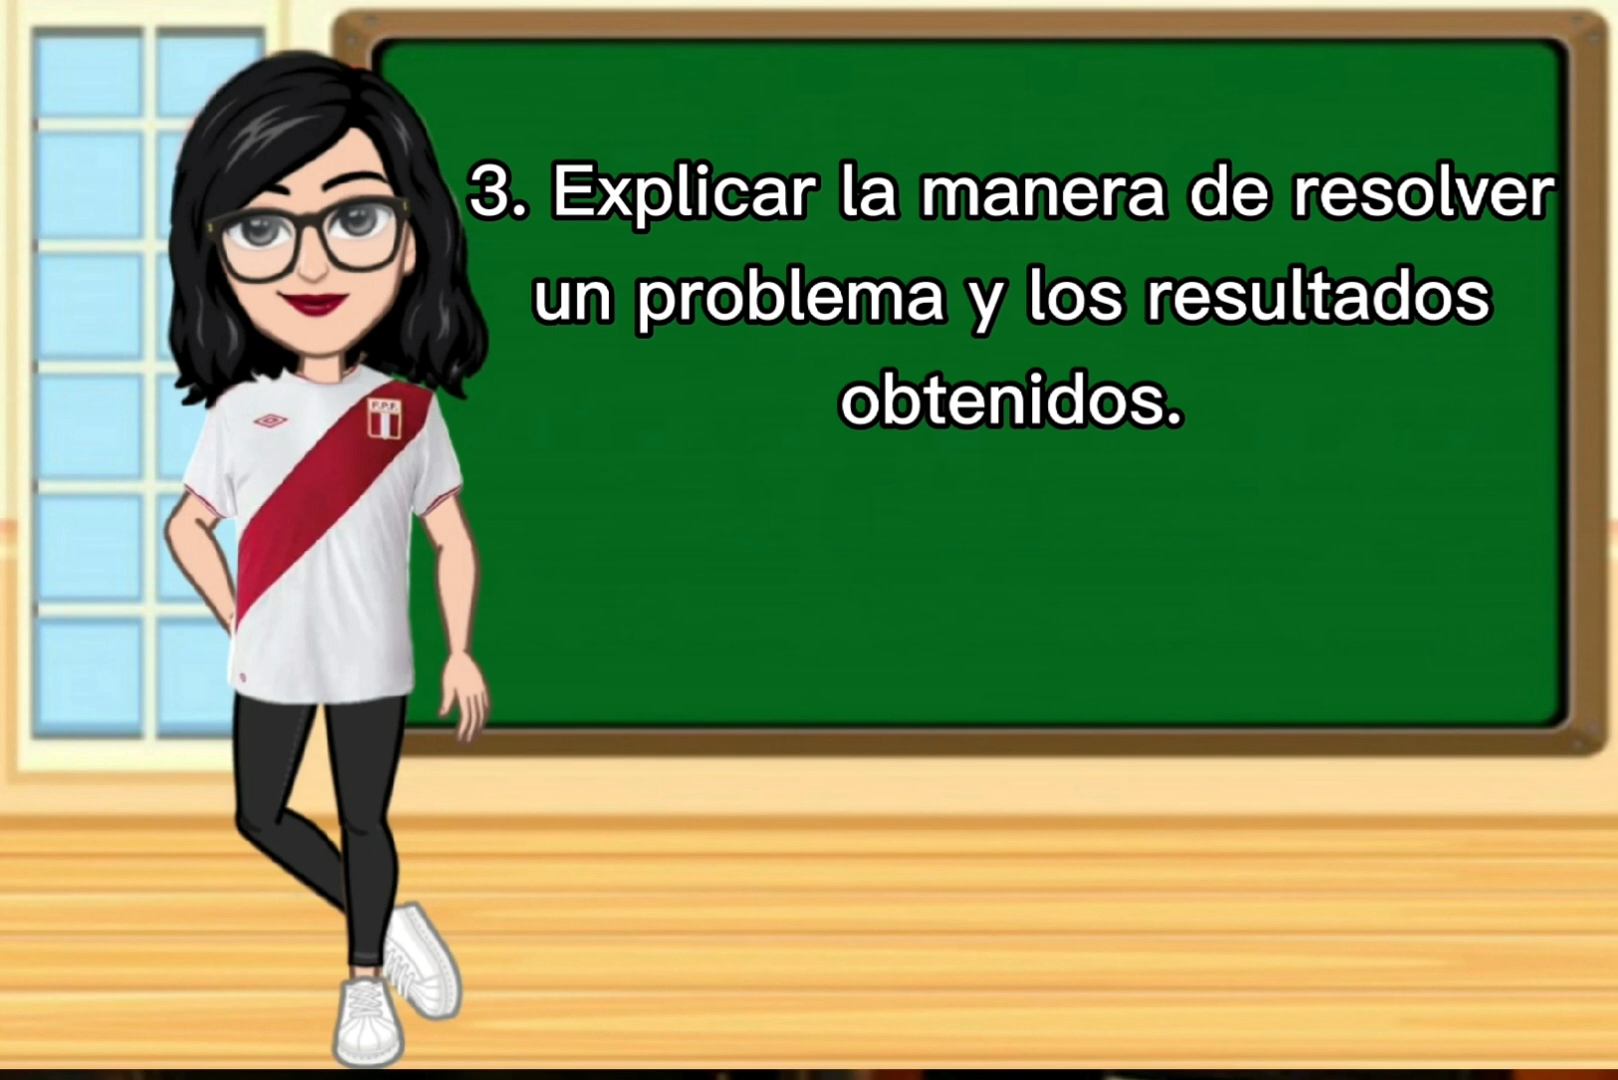 3. Explicar la manera de resolver
un problema y los resultados
obtenidos.
F.P.F.